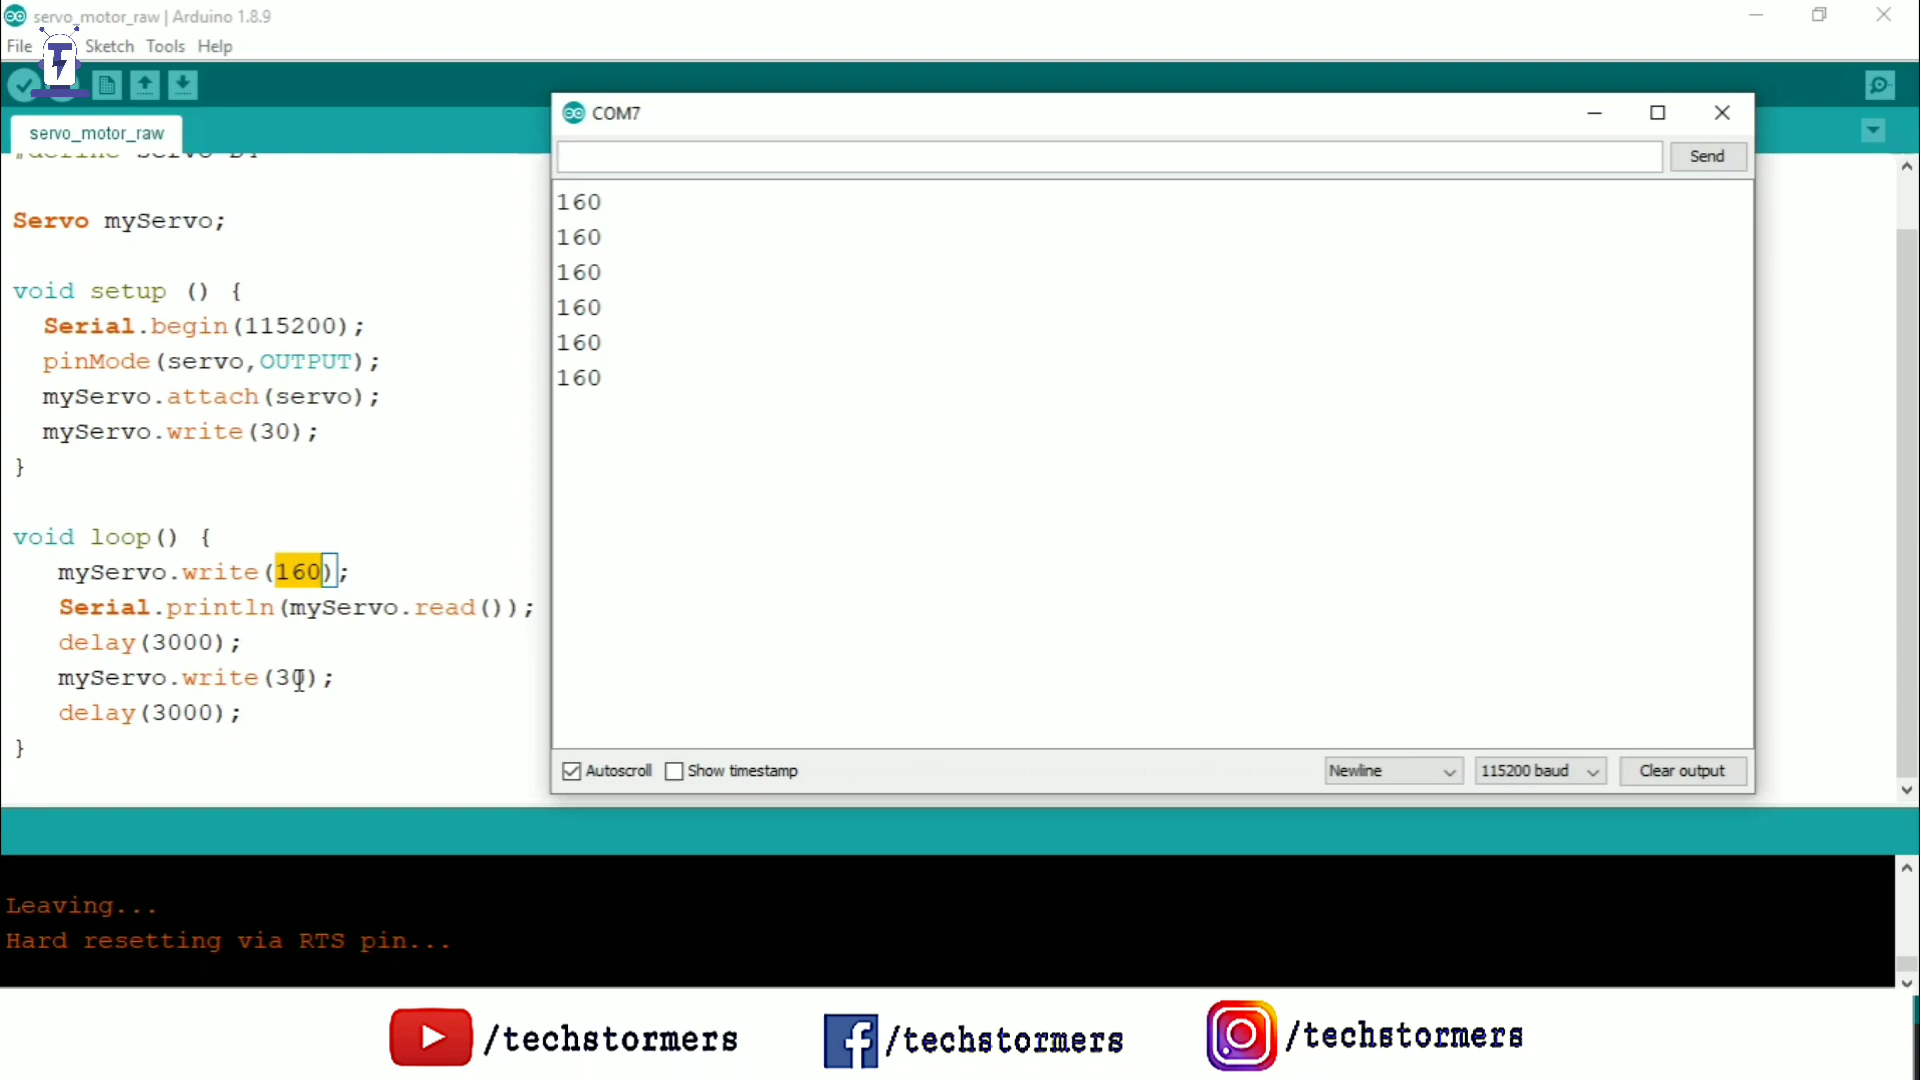 servo_motor_raw | Arduino 1.8.9
File Sketch Tools Help
servo_motor_raw
Servo myServo;
void setup () {
Serial.begin(115200);
pinMode(servo,OUTPUT);
myServo.attach(servo);
myServo.write(30);
}
void loop() {
myServo.write(160);
Serial.println(myServo.read());
delay(3000);
myServo.write(30);
delay(3000);
}
COM7
Send
160
160
160
160
160
160
Autoscroll Show timestamp Newline 115200 baud Clear output
Leaving...
Hard resetting via RTS pin...
/techstormers /techstormers /techstormers